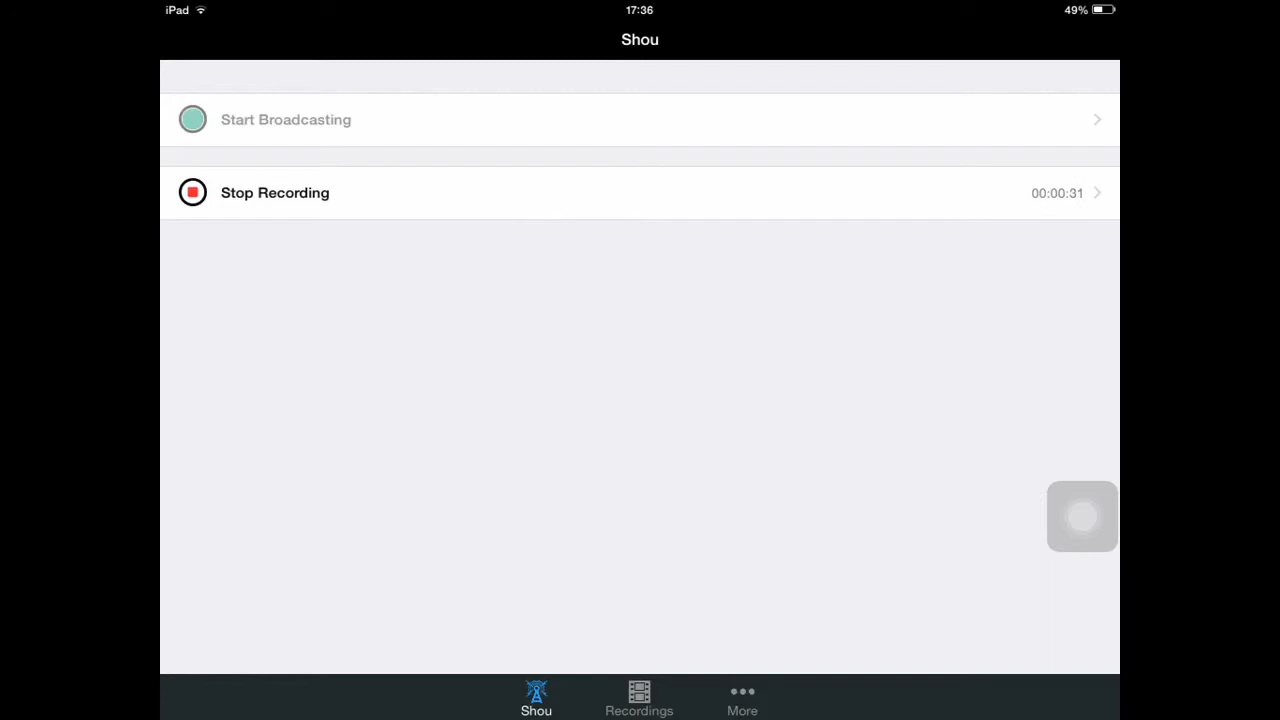 iPad 17:36 49%
Shou
Start Broadcasting
Stop Recording 00:00:31
Shou Recordings More